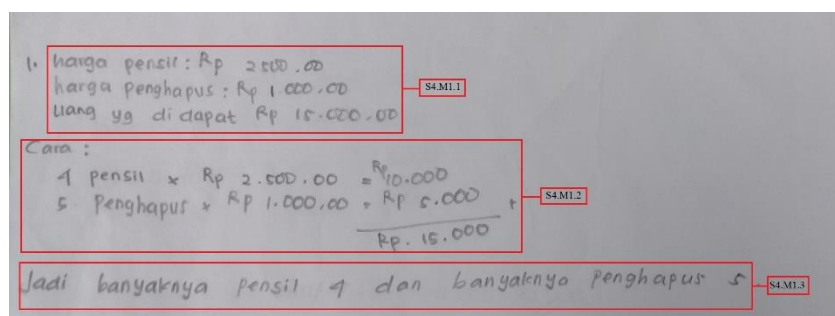 1. harga pensil : Rp 2500.00
harga penghapus : Rp 1.000.00
uang yg di dapat Rp 15.000.00
S4.M1.1
Cara :
4 pensil x Rp 2.500.00 = Rp 10.000
5 Penghapus x Rp 1.000,00 = Rp 5.000 +
Rp. 15.000
S4.M1.2
Jadi banyaknya pensil 4 dan banyaknya penghapus 5.
S4.M1.3